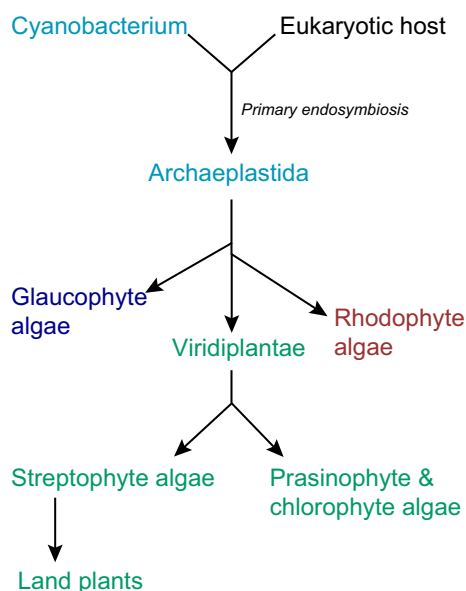 Cyanobacterium
Eukaryotic host
Primary endosymbiosis
Archaeplastida
Glaucophyte
algae
Rhodophyte
algae
Viridiplantae
Streptophyte algae
Prasinophyte &
chlorophyte algae
Land plants